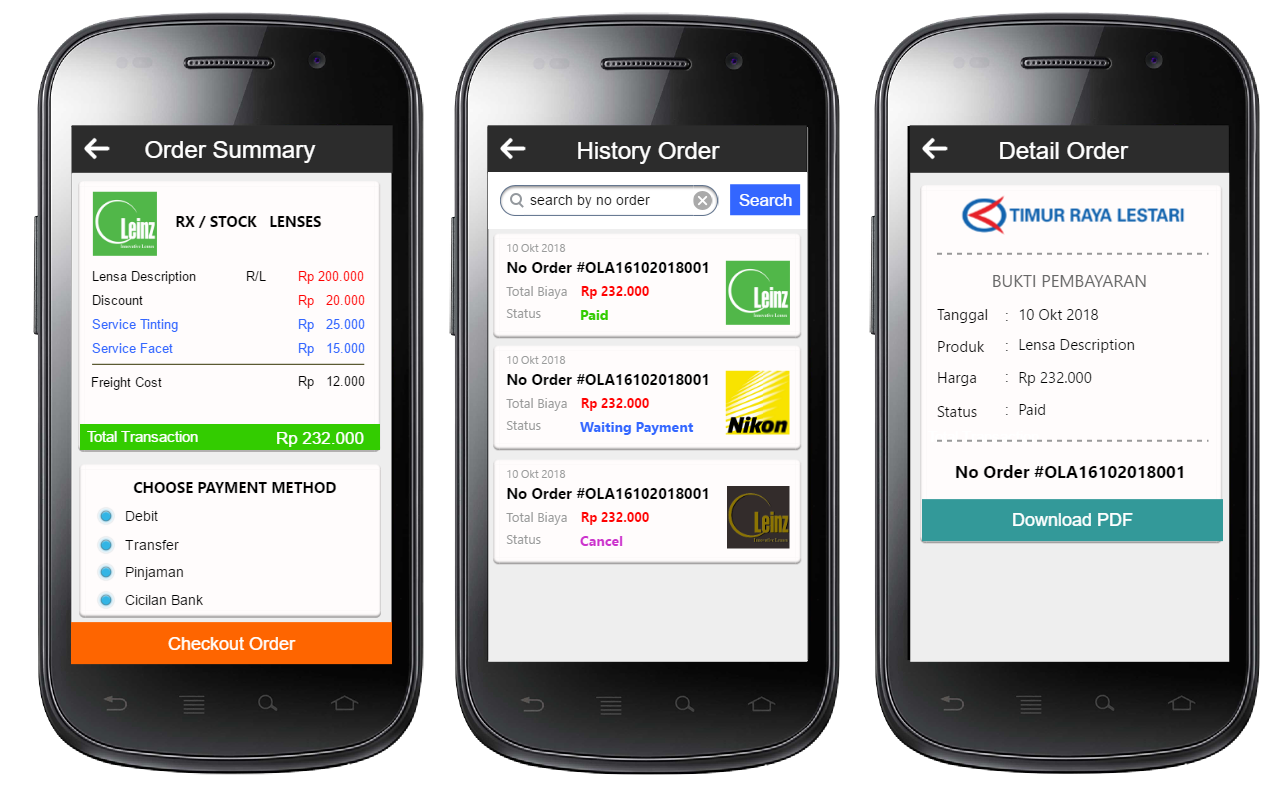 Order Summary
Leinz
Innovative Lenses
RX / STOCK LENSES
Lensa Description R/L Rp 200.000
Discount Rp 20.000
Service Tinting Rp 25.000
Service Facet Rp 15.000
Freight Cost Rp 12.000
Total Transaction Rp 232.000
CHOOSE PAYMENT METHOD
Debit
Transfer
Pinjaman
Cicilan Bank
Checkout Order
History Order
search by no order
Search
10 Okt 2018
No Order #OLA16102018001
Total Biaya Rp 232.000
Status Paid
Leinz
Innovative Lenses
10 Okt 2018
No Order #OLA16102018001
Total Biaya Rp 232.000
Status Waiting Payment
Nikon
10 Okt 2018
No Order #OLA16102018001
Total Biaya Rp 232.000
Status Cancel
Leinz
Innovative Lenses
Detail Order
TIMUR RAYA LESTARI
BUKTI PEMBAYARAN
Tanggal : 10 Okt 2018
Produk : Lensa Description
Harga : Rp 232.000
Status : Paid
No Order #OLA16102018001
Download PDF